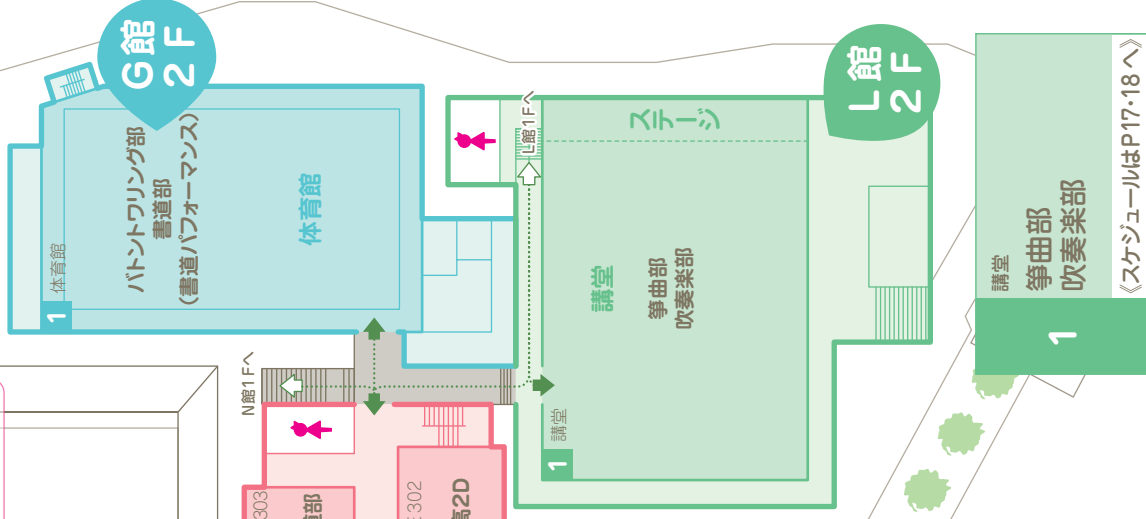 G館
2F
体育館
1
バトントワリング部
書道部
(書道パフォーマンス)
体育館
N館1Fへ
303
302
高2D
L館1Fへ
ステージ
L館
2F
講堂
箏曲部
吹奏楽部
講堂
1
講堂
箏曲部
吹奏楽部
《スケジュールはP17・18へ》
1